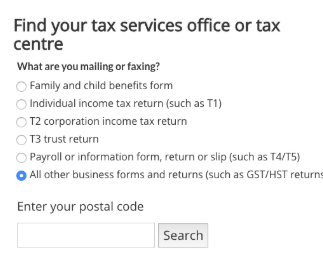 Find your tax services office or tax
centre
What are you mailing or faxing?
Family and child benefits form
Individual income tax return (such as T1)
T2 corporation income tax return
T3 trust return
Payroll or information form, return or slip (such as T4/T5)
All other business forms and returns (such as GST/HST returns
Enter your postal code
Search